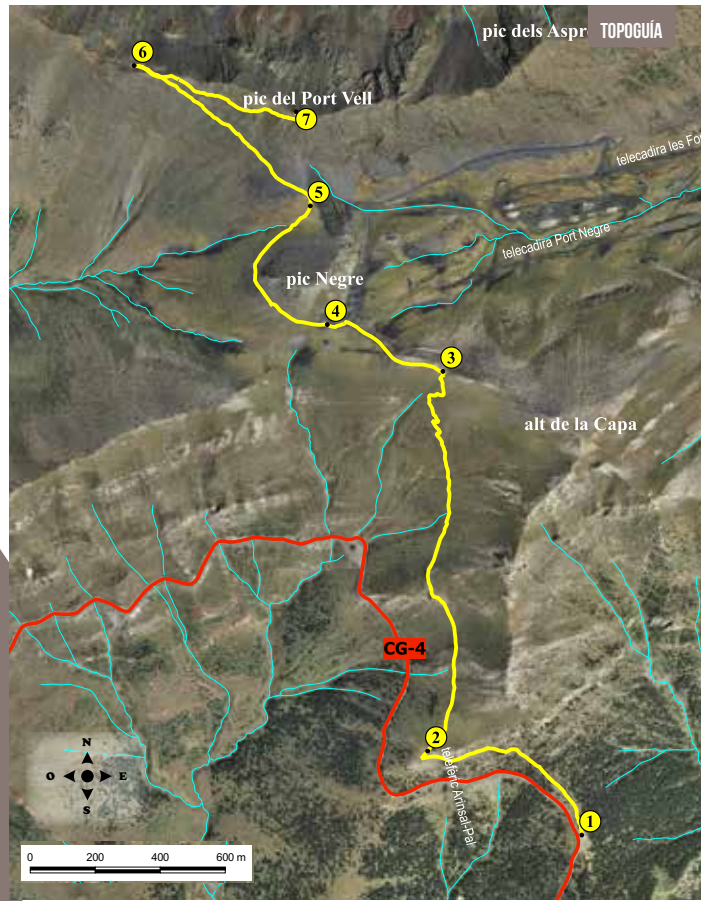 pic dels Aspr
TOPOGUÍA
6
pic del Port Vell
7
telecadira les Fo
5
telecadira Port Negre
pic Negre
4
3
alt de la Capa
CG-4
2
telefèric Arinsal-Pal
N
O E
S
1
0 200 400 600 m